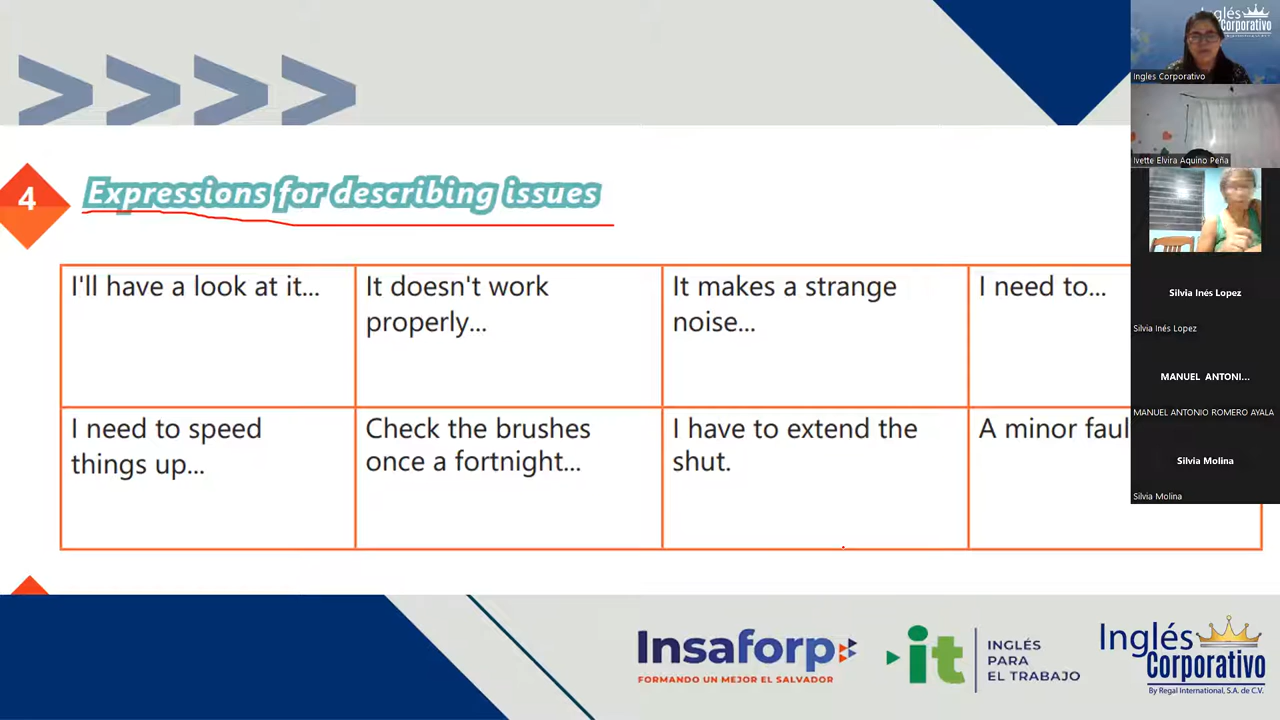 4
Expressions for describing issues
I'll have a look at it...
It doesn't work
properly...
It makes a strange
noise...
I need to...
I need to speed
things up...
Check the brushes
once a fortnight...
I have to extend the
shut.
A minor faul
Insaforp
FORMANDO UN MEJOR EL SALVADOR
it
INGLÉS
PARA
EL TRABAJO
Inglés
Corporativo
By Regal International, S.A. de C.V.
Inglés
Corporativo
Ingles Corporativo
Ivette Elvira Aquino Peña
Silvia Inés Lopez
Silvia Inés Lopez
MANUEL ANTONI...
MANUEL ANTONIO ROMERO AYALA
Silvia Molina
Silvia Molina